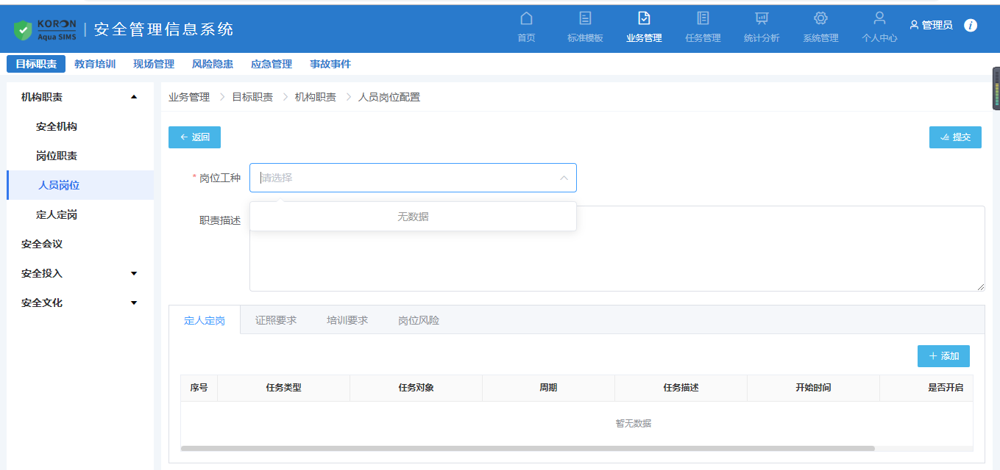 KORON
Aqua SIMS
安全管理信息系统
首页
标准模板
业务管理
任务管理
统计分析
系统管理
个人中心
管理员
目标职责 教育培训 现场管理 风险隐患 应急管理 事故事件
机构职责
安全机构
岗位职责
人员岗位
定人定岗
安全会议
安全投入
安全文化
业务管理 > 目标职责 > 机构职责 > 人员岗位配置
返回
提交
* 岗位工种
请选择
无数据
职责描述
定人定岗 证照要求 培训要求 岗位风险
+ 添加
序号 任务类型 任务对象 周期 任务描述 开始时间 是否开启
暂无数据